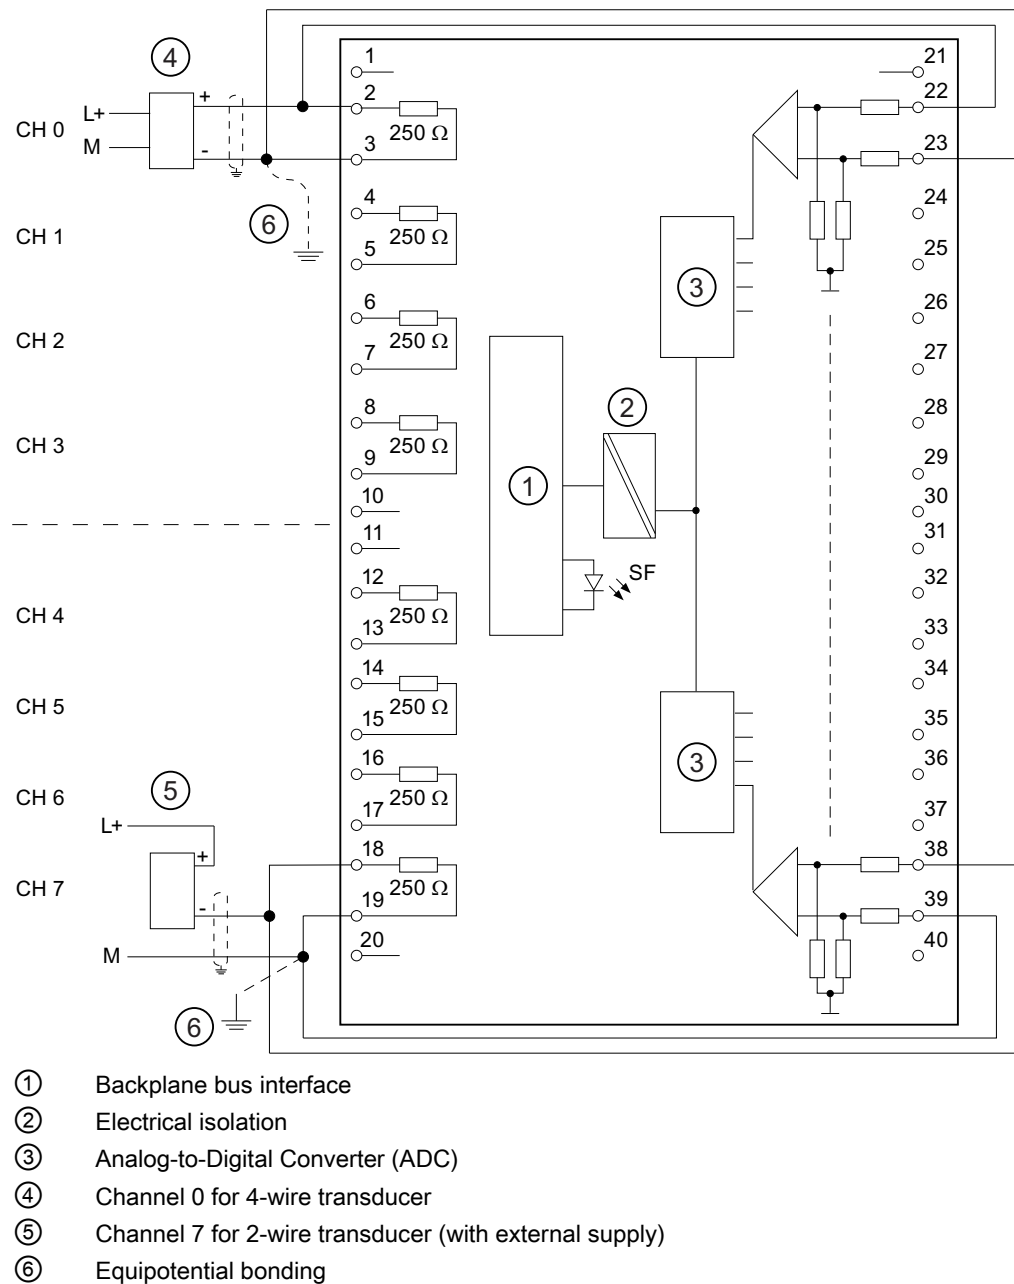 1
21
4
+
2
22
L+
CH 0
250 Ω
M
-
3
23
4
24
6
CH 1
250 Ω
5
25
3
6
26
CH 2
250 Ω
7
27
2
8
28
CH 3
250 Ω
9
29
1
10
30
11
31
SF
12
32
CH 4
250 Ω
13
33
14
34
CH 5
250 Ω
15
35
16
36
3
5
CH 6
250 Ω
17
37
L+
18
38
+
CH 7
250 Ω
19
39
-
20
40
M
6
1 Backplane bus interface
2 Electrical isolation
3 Analog-to-Digital Converter (ADC)
4 Channel 0 for 4-wire transducer
5 Channel 7 for 2-wire transducer (with external supply)
6 Equipotential bonding